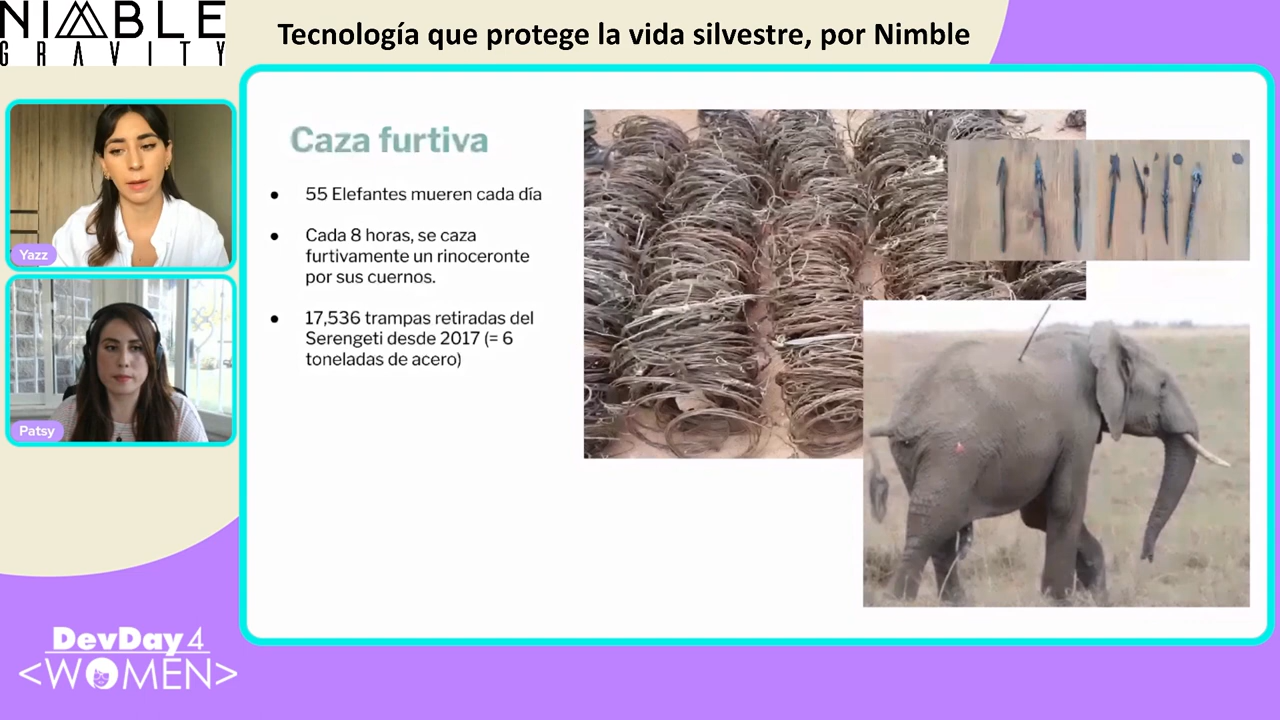 NIMBLE
GRAVITY
Tecnología que protege la vida silvestre, por Nimble
Yazz
Patsy
Caza furtiva
• 55 Elefantes mueren cada día
• Cada 8 horas, se caza
furtivamente un rinoceronte
por sus cuernos.
• 17,536 trampas retiradas del
Serengeti desde 2017 (= 6
toneladas de acero)
DevDay4
<WOMEN>